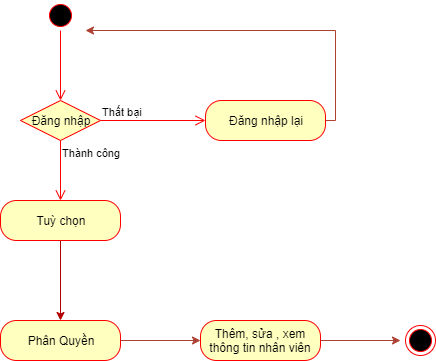 Đăng nhập
Thất bại
Đăng nhập lại
Thành công
Tuỳ chọn
Phân Quyền
Thêm, sửa , xem
thông tin nhân viên